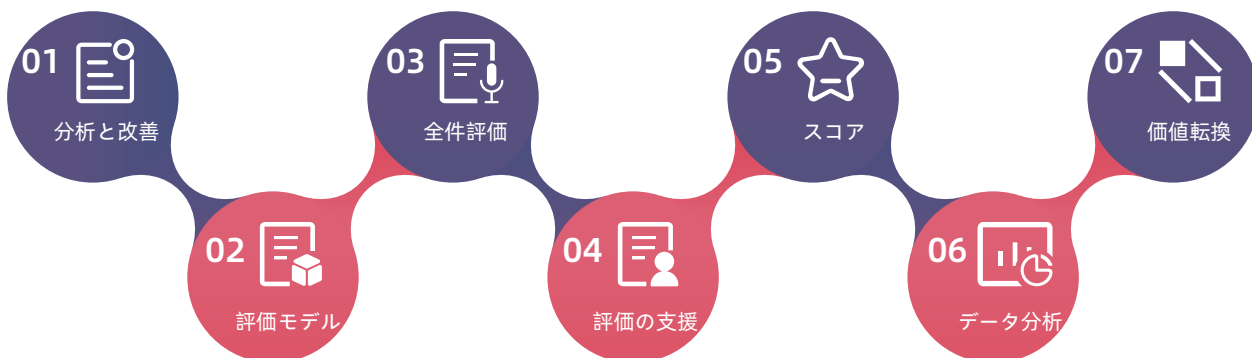 01
分析と改善
02
評価モデル
03
全件評価
04
評価の支援
05
スコア
06
データ分析
07
価値転換